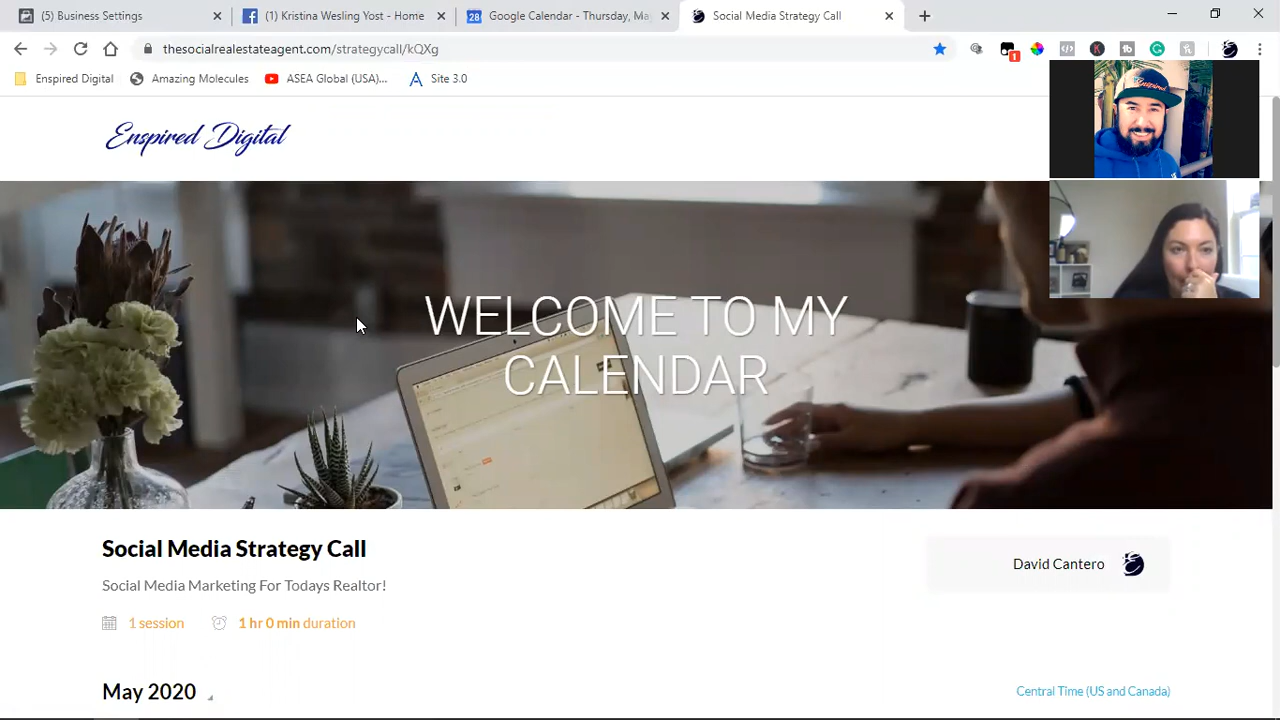 (5) Business Settings
(1) Kristina Wesling Yost - Home
28
Google Calendar - Thursday, Ma
Social Media Strategy Call
thesocialrealestateagent.com/strategycall/kQXg
1
Enspired Digital
Amazing Molecules
ASEA Global (USA)...
Site 3.0
Enspired Digital
Enspired
WELCOME TO MY
CALENDAR
Social Media Strategy Call
Social Media Marketing For Todays Realtor!
1 session
1 hr 0 min duration
David Cantero
May 2020
Central Time (US and Canada)